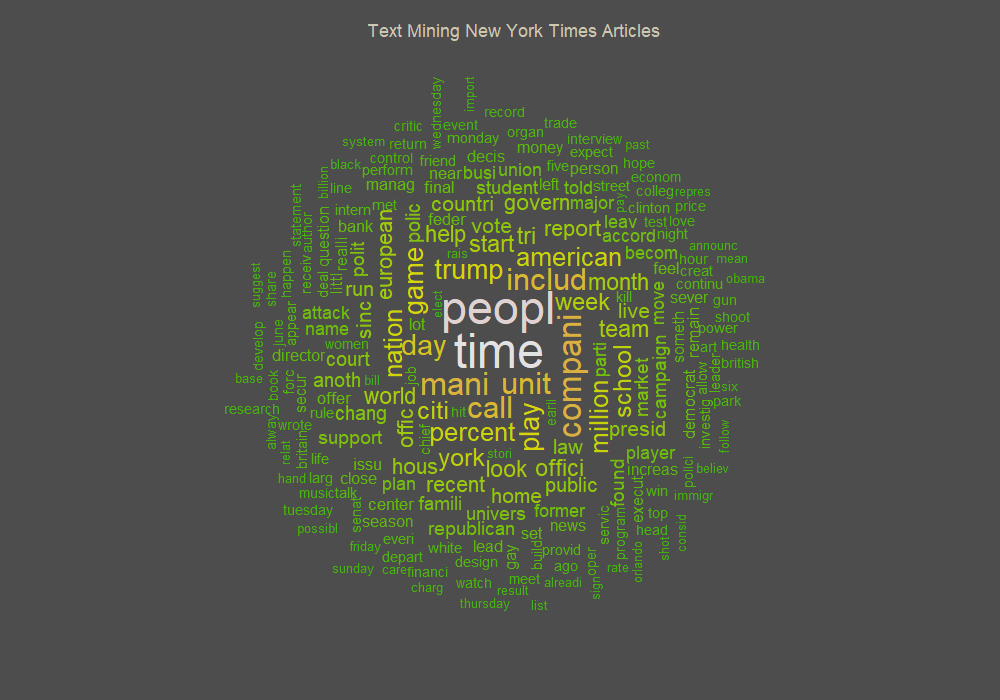 Text Mining New York Times Articles
wednesday
import
record
critic
event
monday
organ
trade
system
return
decis
money
interview
expect
past
black
control
friend
near
busi
union
five
person
hope
econom
billion
line
perform
manag
final
student
left
told
street
colleg
repres
statement
author
question
intern
met
countri
govern
major
pay
clinton
price
bank
feder
vote
leav
test
love
realli
polit
european
polic
help
start
tri
report
accord
night
announc
suggest
share
happen
receiv
deal
littl
run
game
trump
rais
american
becom
feel
hour
mean
creat
continu
obama
includ
month
sever
gun
appear
attack
sinc
elect
peopl
week
kill
live
move
shoot
name
lot
team
someth
remain
power
develop
june
women
nation
day
time
compani
parti
art
health
director
court
british
base
book
forc
secur
anoth
bill
job
mani
unit
school
market
campaign
allow
leader
six
offer
world
million
democrat
park
research
rule
chang
offic
citi
hit
call
play
earli
investig
follow
alway
wrote
britain
support
chief
percent
presid
relat
life
issu
york
stori
law
player
polici
believ
hous
look
offici
increas
hand
larg
close
plan
recent
public
found
execut
win
immigr
music
talk
home
tuesday
senat
center
famili
univers
former
servic
program
top
consid
possibl
season
republican
set
news
head
friday
everi
white
lead
gay
build
provid
oper
shot
depart
design
ago
rate
orlando
sunday
care
financi
meet
alreadi
sign
charg
watch
result
thursday
list